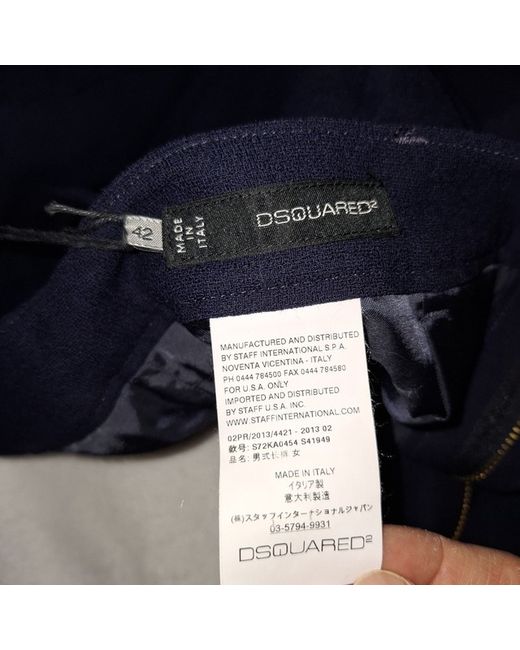 42
MADE
IN
ITALY
DSQUARED2
MANUFACTURED AND DISTRIBUTED
BY STAFF INTERNATIONAL S.P.A.
NOVENTA VICENTINA - ITALY
PH 0444 784500 FAX 0444 784580
FOR U.S.A. ONLY
IMPORTED AND DISTRIBUTED
BY STAFF U.S.A. INC.
WWW.STAFFINTERNATIONAL.COM
02PR/2013/4421 - 2013 02
款号: S72KA0454 S41949
品名: 男式长裤 女
MADE IN ITALY
イタリア製
意大利製造
(株)スタッフインターナショナルジャパン
03-5794-9931
DSQUARED2